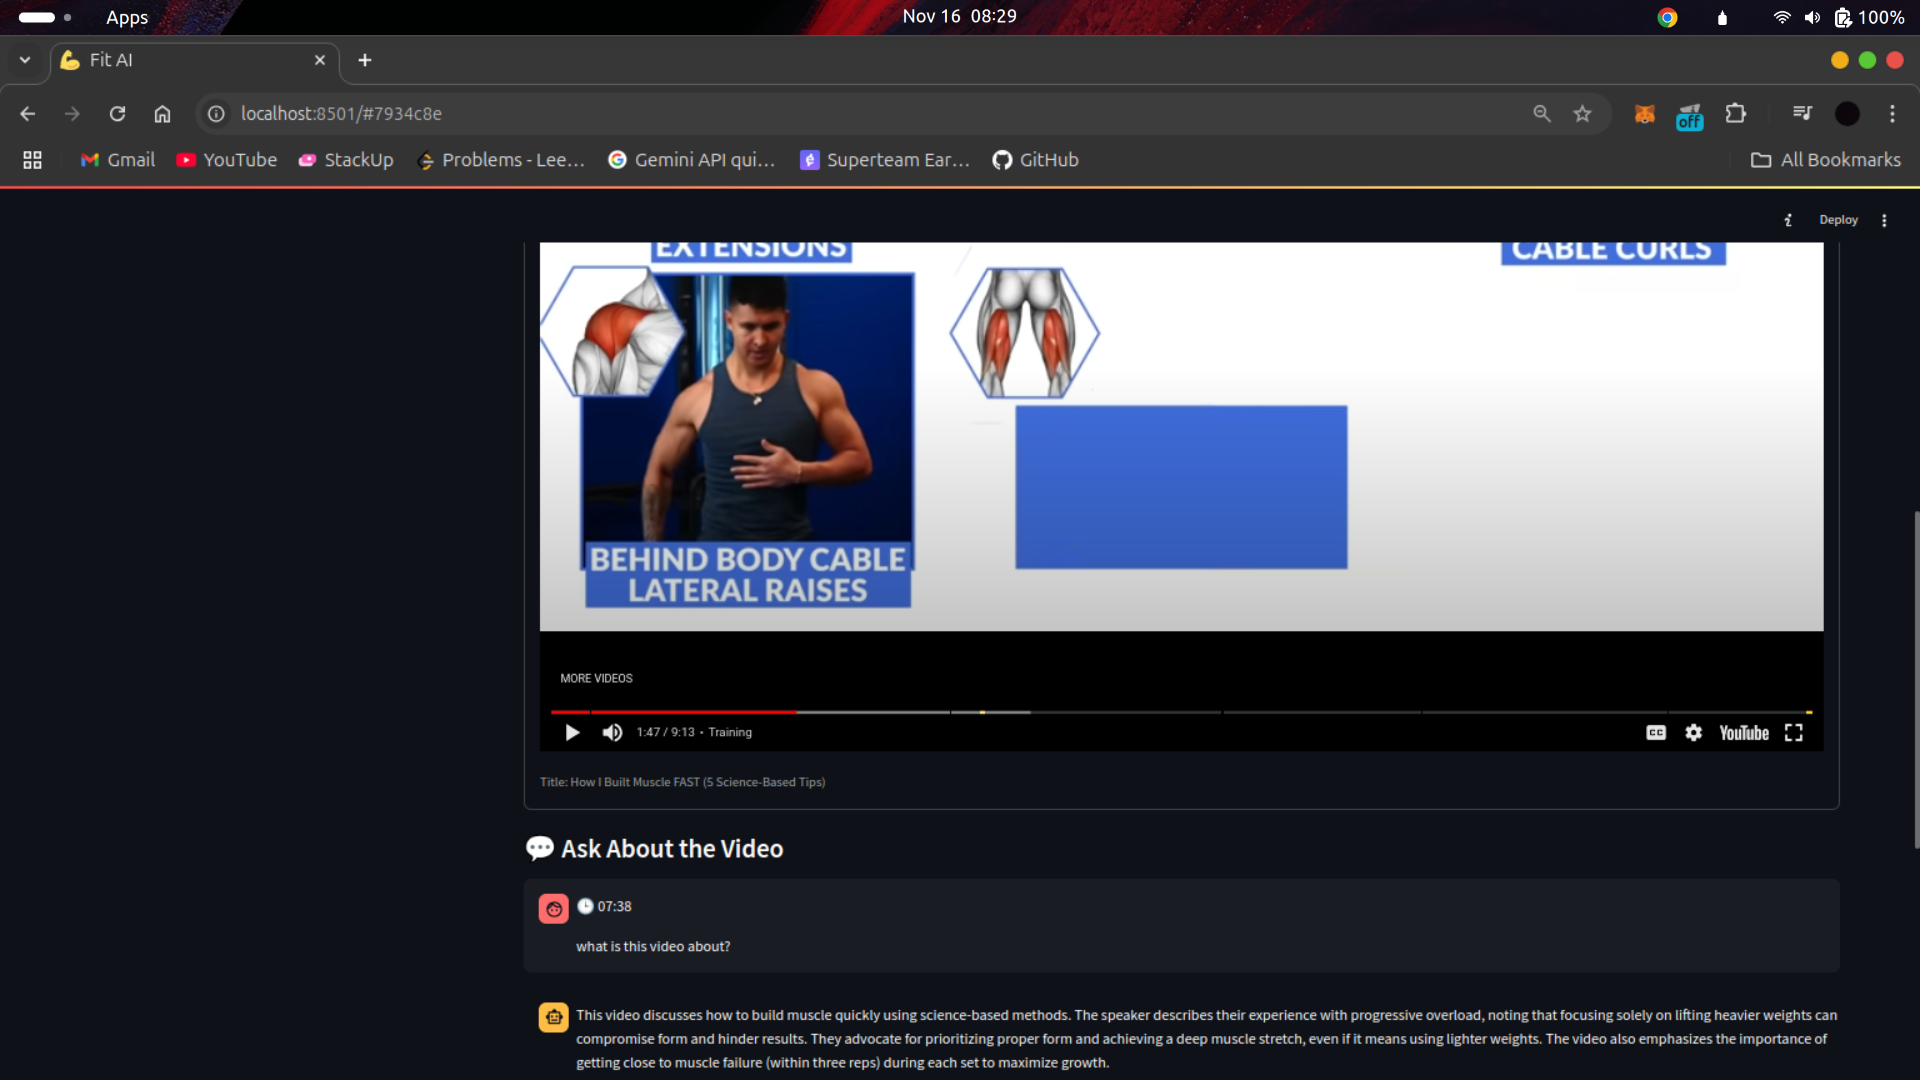 Apps
Nov 16 08:29
100%
Fit AI
localhost:8501/#7934c8e
off
Gmail
YouTube
StackUp
Problems - Lee...
Gemini API qui...
Superteam Ear...
GitHub
All Bookmarks
Deploy
EXTENSIONS
CABLE CURLS
BEHIND BODY CABLE
LATERAL RAISES
MORE VIDEOS
1:47 / 9:13 • Training
CC
YouTube
Title: How I Built Muscle FAST (5 Science-Based Tips)
Ask About the Video
07:38
what is this video about?
This video discusses how to build muscle quickly using science-based methods. The speaker describes their experience with progressive overload, noting that focusing solely on lifting heavier weights can
compromise form and hinder results. They advocate for prioritizing proper form and achieving a deep muscle stretch, even if it means using lighter weights. The video also emphasizes the importance of
getting close to muscle failure (within three reps) during each set to maximize growth.